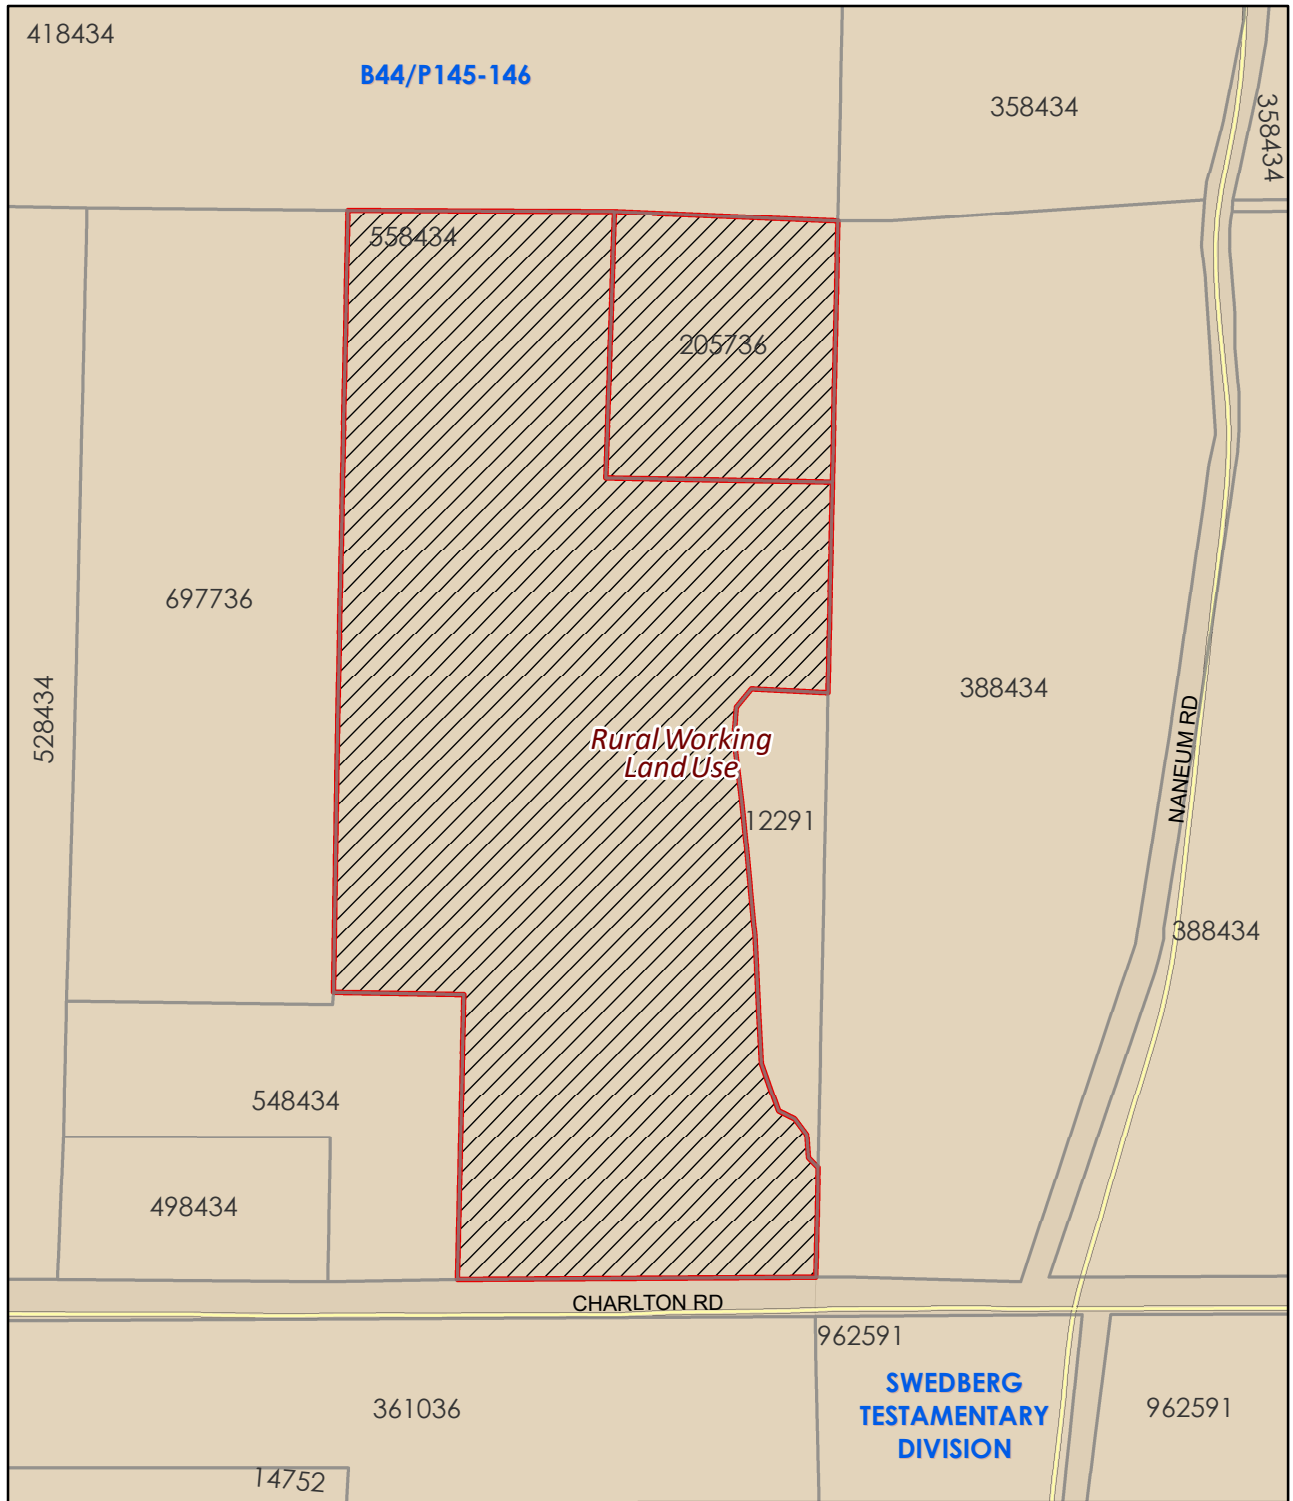 418434
B44/P145-146
358434
358434
558434
205736
697736
528434
388434
NANEUM RD
Rural Working
Land Use
12291
388434
548434
498434
CHARLTON RD
962591
SWEDBERG
TESTAMENTARY
DIVISION
361036
962591
14752